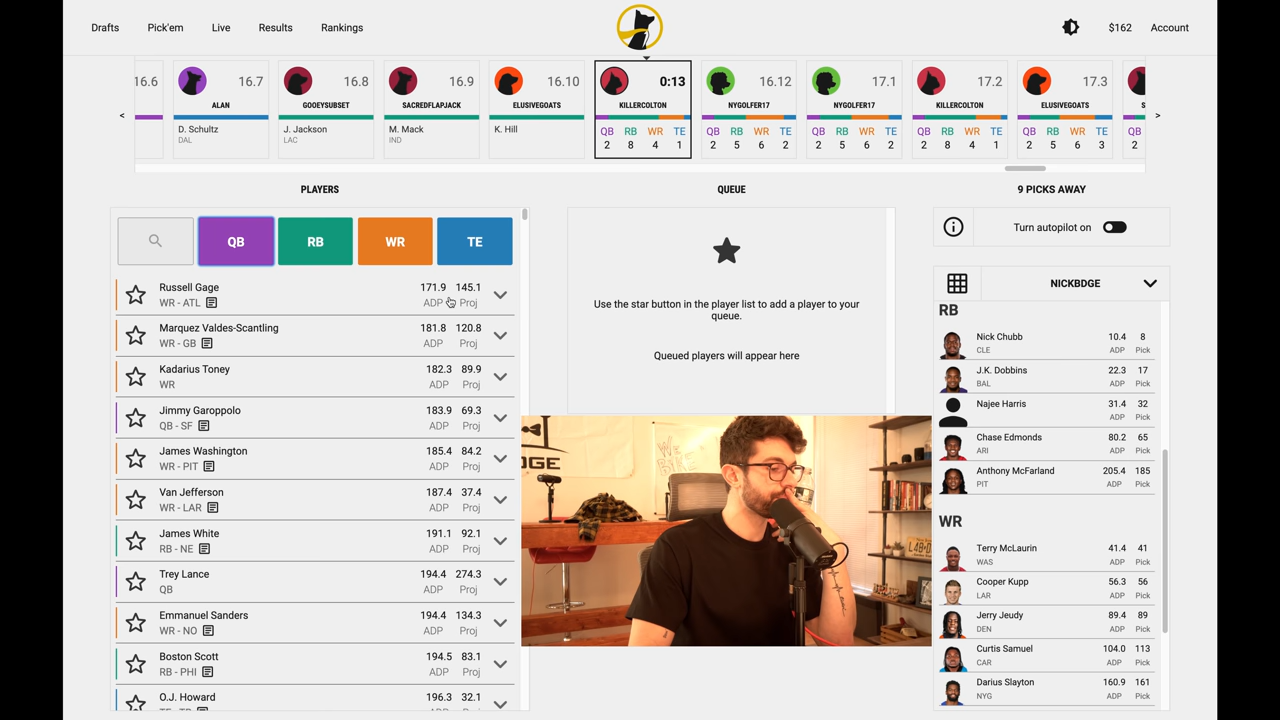 Drafts
Pick'em
Live
Results
Rankings
$162
Account
16.6
16.7
ALAN
D. Schultz
DAL
16.8
GOOEYSUBSET
J. Jackson
LAC
16.9
SACREDFLAPJACK
M. Mack
IND
16.10
ELUSIVEGOATS
K. Hill
0:13
KILLERCOLTON
QB RB WR TE
2 8 4 1
16.12
NYGOLFER17
QB RB WR TE
2 5 6 2
17.1
NYGOLFER17
QB RB WR TE
2 5 6 2
17.2
KILLERCOLTON
QB RB WR TE
2 8 4 1
17.3
ELUSIVEGOATS
QB RB WR TE
2 5 6 3
S
QB
2
<
>
PLAYERS
QUEUE
9 PICKS AWAY
QB
RB
WR
TE
Russell Gage 171.9 145.1
WR - ATL ADP Proj
Marquez Valdes-Scantling 181.8 120.8
WR - GB ADP Proj
Kadarius Toney 182.3 89.9
WR ADP Proj
Jimmy Garoppolo 183.9 69.3
QB - SF ADP Proj
James Washington 185.4 84.2
WR - PIT ADP Proj
Van Jefferson 187.4 37.4
WR - LAR ADP Proj
James White 191.1 92.1
RB - NE ADP Proj
Trey Lance 194.4 274.3
QB ADP Proj
Emmanuel Sanders 194.4 134.3
WR - NO ADP Proj
Boston Scott 194.5 83.1
RB - PHI ADP Proj
O.J. Howard 196.3 32.1
Use the star button in the player list to add a player to your
queue.
Queued players will appear here
Turn autopilot on
NICKBDGE
RB
Nick Chubb 10.4 8
CLE ADP Pick
J.K. Dobbins 22.3 17
BAL ADP Pick
Najee Harris 31.4 32
ADP Pick
Chase Edmonds 80.2 65
ARI ADP Pick
Anthony McFarland 205.4 185
PIT ADP Pick
WR
Terry McLaurin 41.4 41
WAS ADP Pick
Cooper Kupp 56.3 56
LAR ADP Pick
Jerry Jeudy 89.4 89
DEN ADP Pick
Curtis Samuel 104.0 113
CAR ADP Pick
Darius Slayton 160.9 161
NYG ADP Pick